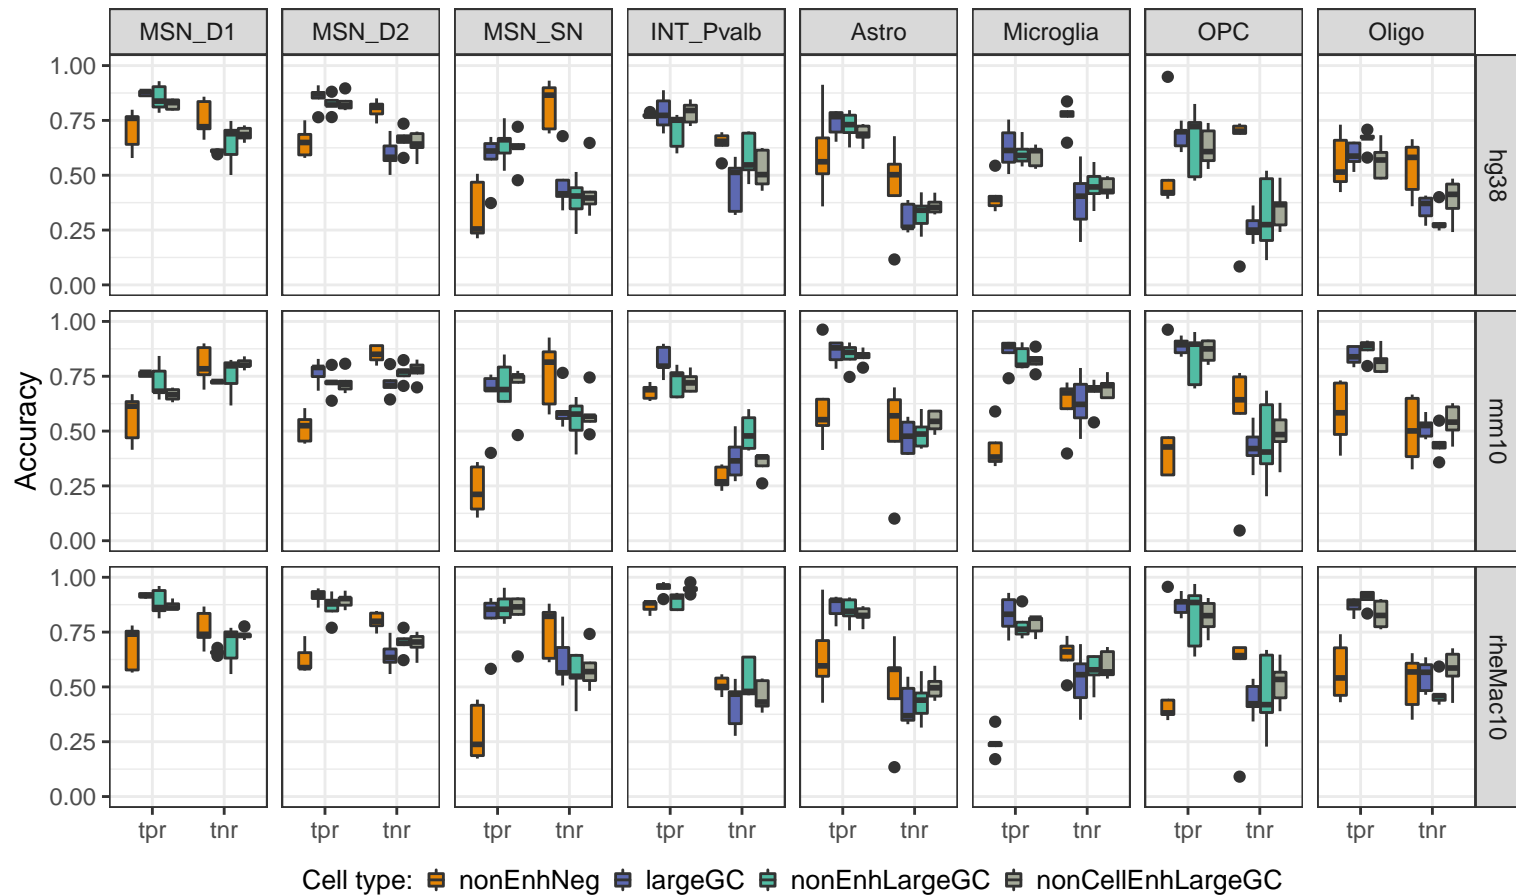 MSN_D1 MSN_D2 MSN_SN INT_Pvalb Astro Microglia OPC Oligo
1.00
0.75
0.50
0.25
0.00
hg38
1.00
0.75
0.50
0.25
0.00
mm10
Accuracy
1.00
0.75
0.50
0.25
0.00
rheMac10
tpr tnr tpr tnr tpr tnr tpr tnr tpr tnr tpr tnr tpr tnr tpr tnr
Cell type: nonEnhNeg largeGC nonEnhLargeGC nonCellEnhLargeGC